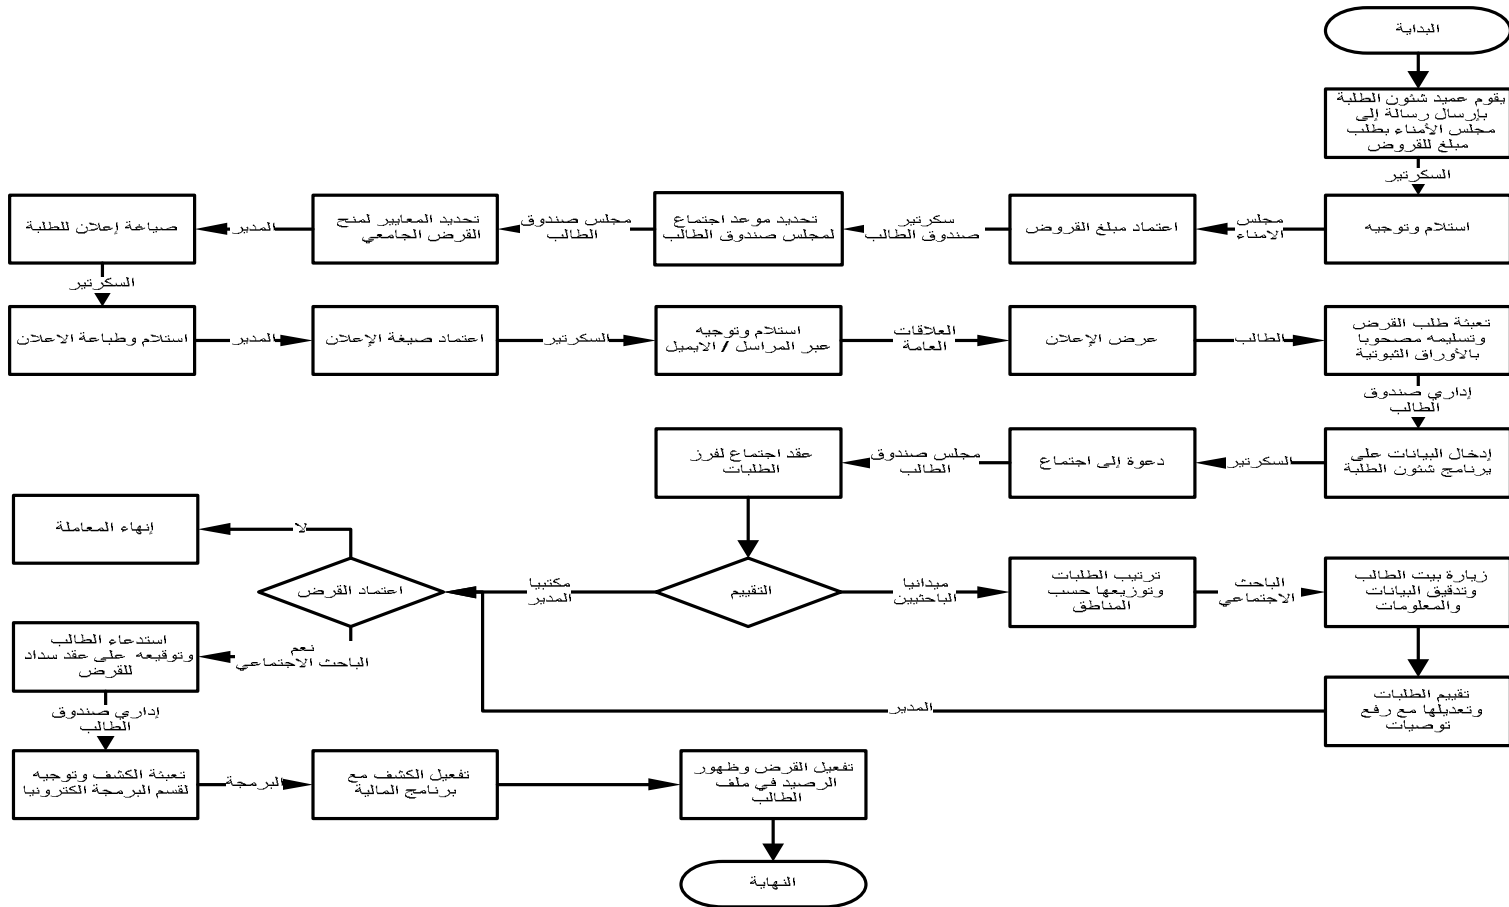 البداية
يقوم عميد شئون الطلبة
بإرسال رسالة إلى
مجلس الأمناء بطلب
مبلغ للقروض
السكرتير
استلام وتوجيه
مجلس
الامناء
اعتماد مبلغ القروض
سكرتير
صندوق الطالب
تحديد موعد اجتماع
لمجلس صندوق الطالب
مجلس صندوق
الطالب
تحديد المعايير لمنح
القرض الجامعي
المدير
صياغة إعلان للطلبة
السكرتير
استلام وطباعة الاعلان
المدير
اعتماد صيغة الإعلان
السكرتير
استلام وتوجيه
عبر المراسل / الايميل
العلاقات
العامة
عرض الإعلان
الطالب
تعبئة طلب القرض
وتسليمه مصحوبا
بالأوراق الثبوتية
إداري صندوق
الطالب
إدخال البيانات على
برنامج شئون الطلبة
السكرتير
دعوة إلى اجتماع
مجلس صندوق
الطالب
عقد اجتماع لفرز
الطلبات
التقييم
ميدانيا
الباحثيين
ترتيب الطلبات
وتوزيعها حسب
المناطق
الباحث
الاجتماعي
زيارة بيت الطالب
وتدقيق البيانات
والمعلومات
تقييم الطلبات
وتعديلها مع رفع
توصيات
المدير
مكتبيا
المدير
اعتماد القرض
لا
إنهاء المعاملة
نعم
الباحث الاجتماعي
استدعاء الطالب
وتوقيعه على عقد سداد
للقرض
إداري صندوق
الطالب
تعبئة الكشف وتوجيه
لقسم البرمجة الكترونيا
البرمجة
تفعيل الكشف مع
برنامج المالية
تفعيل القرض وظهور
الرصيد في ملف
الطالب
النهاية